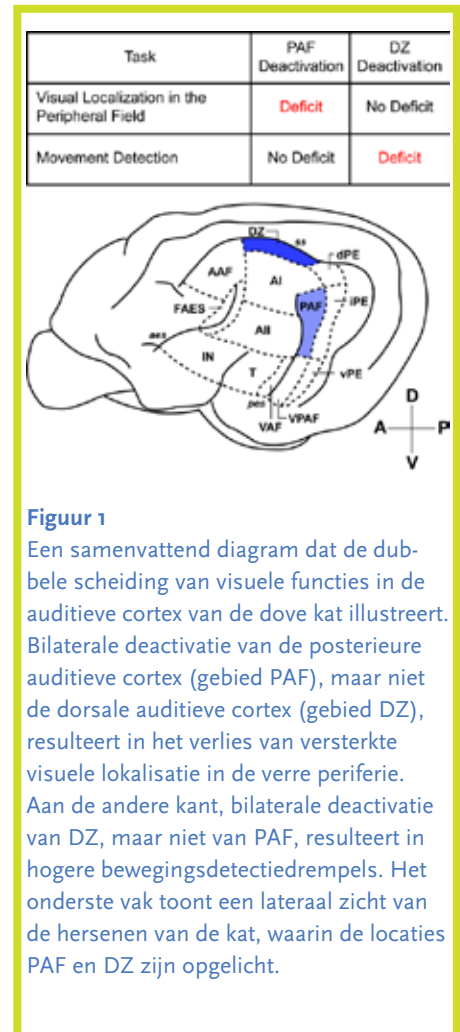 Task
PAF
Deactivation
DZ
Deactivation
Visual Localization in the
Peripheral Field
Deficit
No Deficit
Movement Detection
No Deficit
Deficit
DZ
ss
dPE
AAF
AI
FAES
PAF
iPE
aes
AII
IN
T
vPE
pes
VAF
VPAF
D
A
P
V
Figuur 1
Een samenvattend diagram dat de dub-
bele scheiding van visuele functies in de
auditieve cortex van de dove kat illustreert.
Bilaterale deactivatie van de posterieure
auditieve cortex (gebied PAF), maar niet
de dorsale auditieve cortex (gebied DZ),
resulteert in het verlies van versterkte
visuele lokalisatie in de verre periferie.
Aan de andere kant, bilaterale deactivatie
van DZ, maar niet van PAF, resulteert in
hogere bewegingsdetectiedrempels. Het
onderste vak toont een lateraal zicht van
de hersenen van de kat, waarin de locaties
PAF en DZ zijn opgelicht.